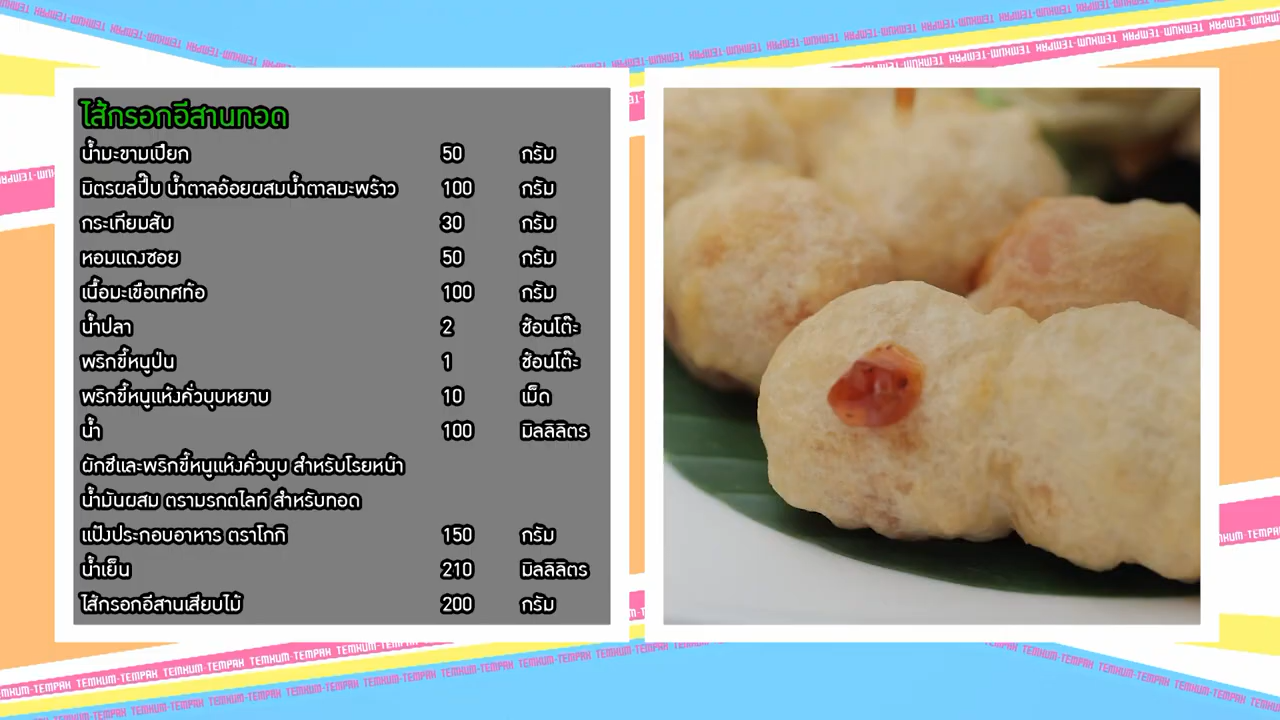 ไส้กรอกอีสานทอด
น้ำมะขามเปียก 50 กรัม
มิตรผลปี๊บ น้ำตาลอ้อยผสมน้ำตาลมะพร้าว 100 กรัม
กระเทียมสับ 30 กรัม
หอมแดงซอย 50 กรัม
เนื้อมะเขือเทศท้อ 100 กรัม
น้ำปลา 2 ช้อนโต๊ะ
พริกขี้หนูป่น 1 ช้อนโต๊ะ
พริกขี้หนูแห้งคั่วบุบหยาบ 10 เม็ด
น้ำ 100 มิลลิลิตร
ผักชีและพริกขี้หนูแห้งคั่วบุบ สำหรับโรยหน้า
น้ำมันผสม ตรามรกตไลท์ สำหรับทอด
แป้งประกอบอาหาร ตราโกกิ 150 กรัม
น้ำเย็น 210 มิลลิลิตร
ไส้กรอกอีสานเสียบไม้ 200 กรัม
TEMHUM-TEMPAK TEMHUM-TEMPAK TEMHUM-TEMPAK TEMHUM-TEMPAK